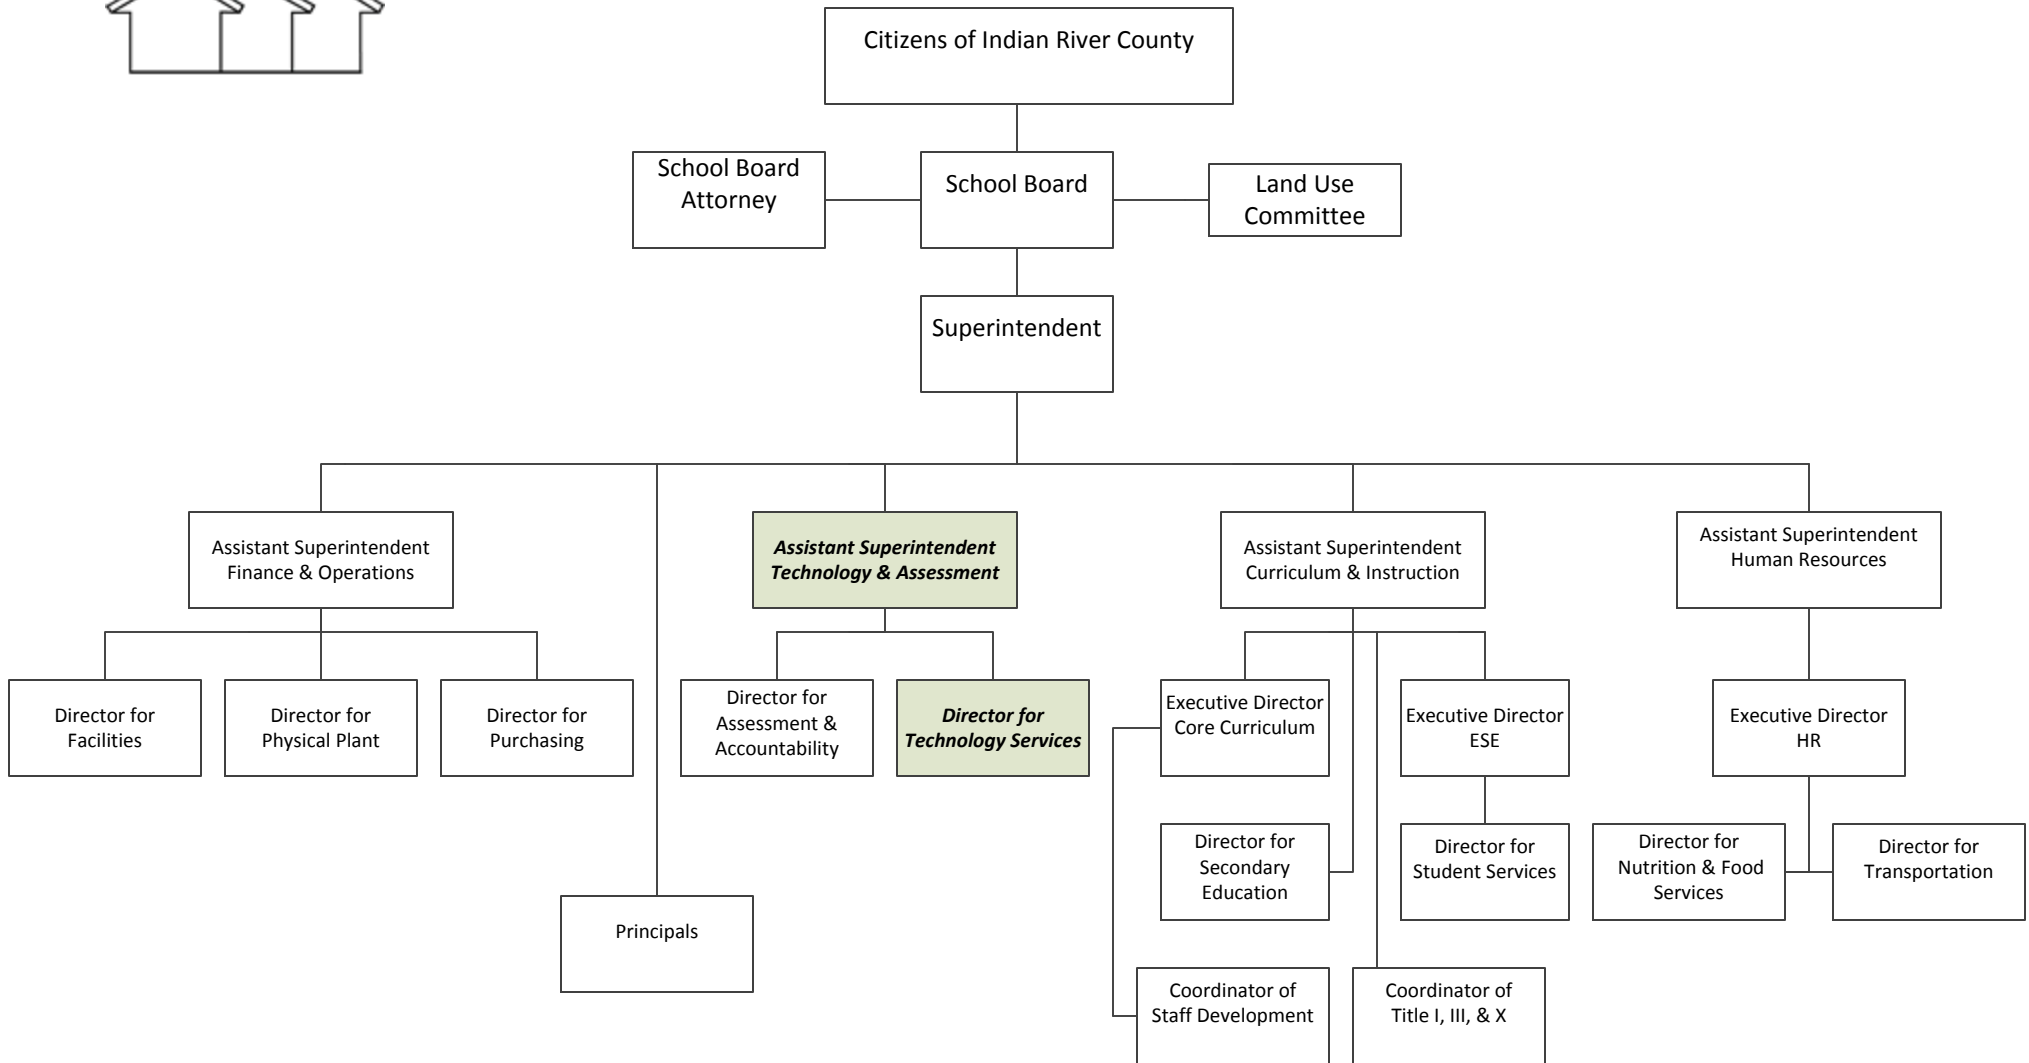 Citizens of Indian River County
School Board
Attorney
School Board
Land Use
Committee
Superintendent
Assistant Superintendent
Finance & Operations
Assistant Superintendent
Technology & Assessment
Assistant Superintendent
Curriculum & Instruction
Assistant Superintendent
Human Resources
Director for
Facilities
Director for
Physical Plant
Director for
Purchasing
Director for
Assessment &
Accountability
Director for
Technology Services
Executive Director
Core Curriculum
Executive Director
ESE
Executive Director
HR
Director for
Secondary
Education
Director for
Student Services
Director for
Nutrition & Food
Services
Director for
Transportation
Principals
Coordinator of
Staff Development
Coordinator of
Title I, III, & X